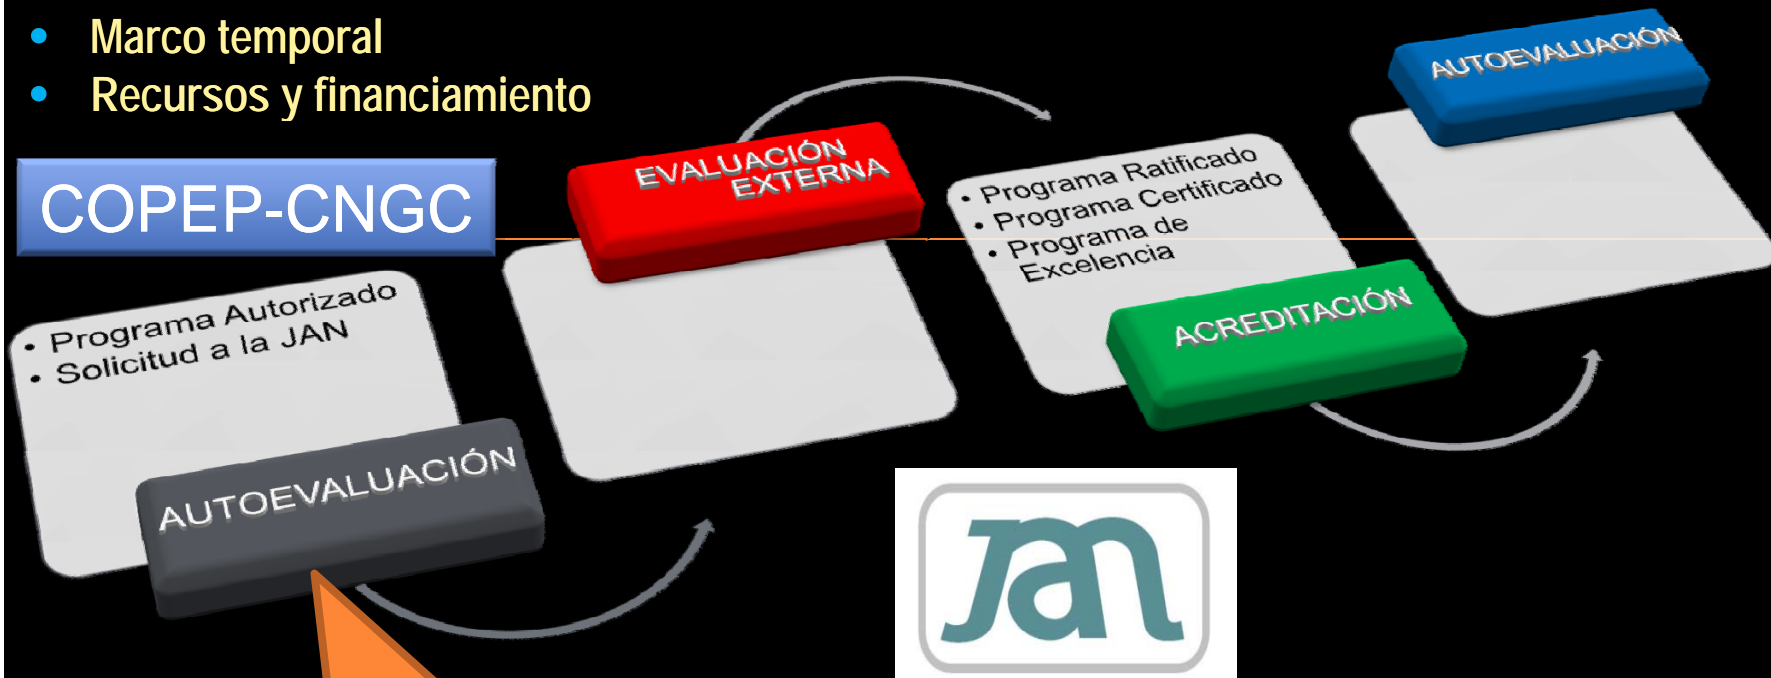 • Marco temporal
• Recursos y financiamiento
COPEP-CNGC
• Programa Autorizado
• Solicitud a la JAN
AUTOEVALUACIÓN
EVALUACIÓN
EXTERNA
• Programa Ratificado
• Programa Certificado
• Programa de
Excelencia
ACREDITACIÓN
AUTOEVALUACIÓN
Jan